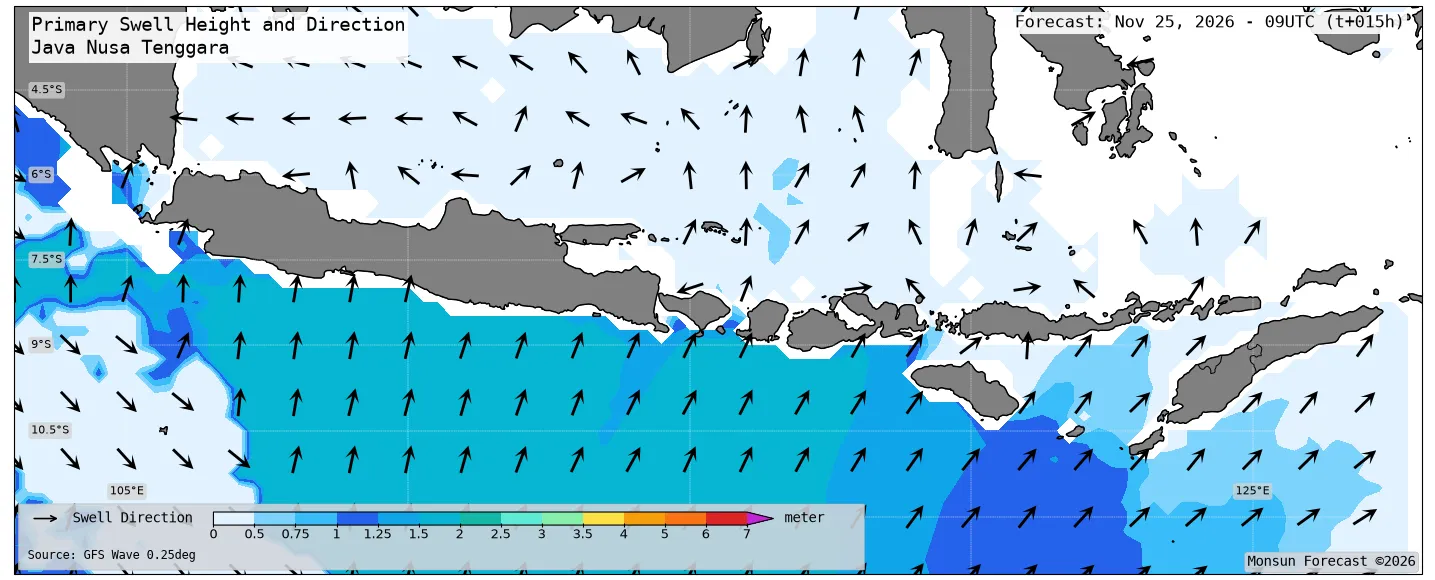 Primary Swell Height and Direction
Java Nusa Tenggara
Forecast: Nov 25, 2026 - 09UTC (t+015h)
4.5°S
6°S
7.5°S
9°S
10.5°S
105°E
125°E
Swell Direction
0 0.5 0.75 1 1.25 1.5 2 2.5 3 3.5 4 5 6 7
meter
Source: GFS Wave 0.25deg
Monsun Forecast ©2026